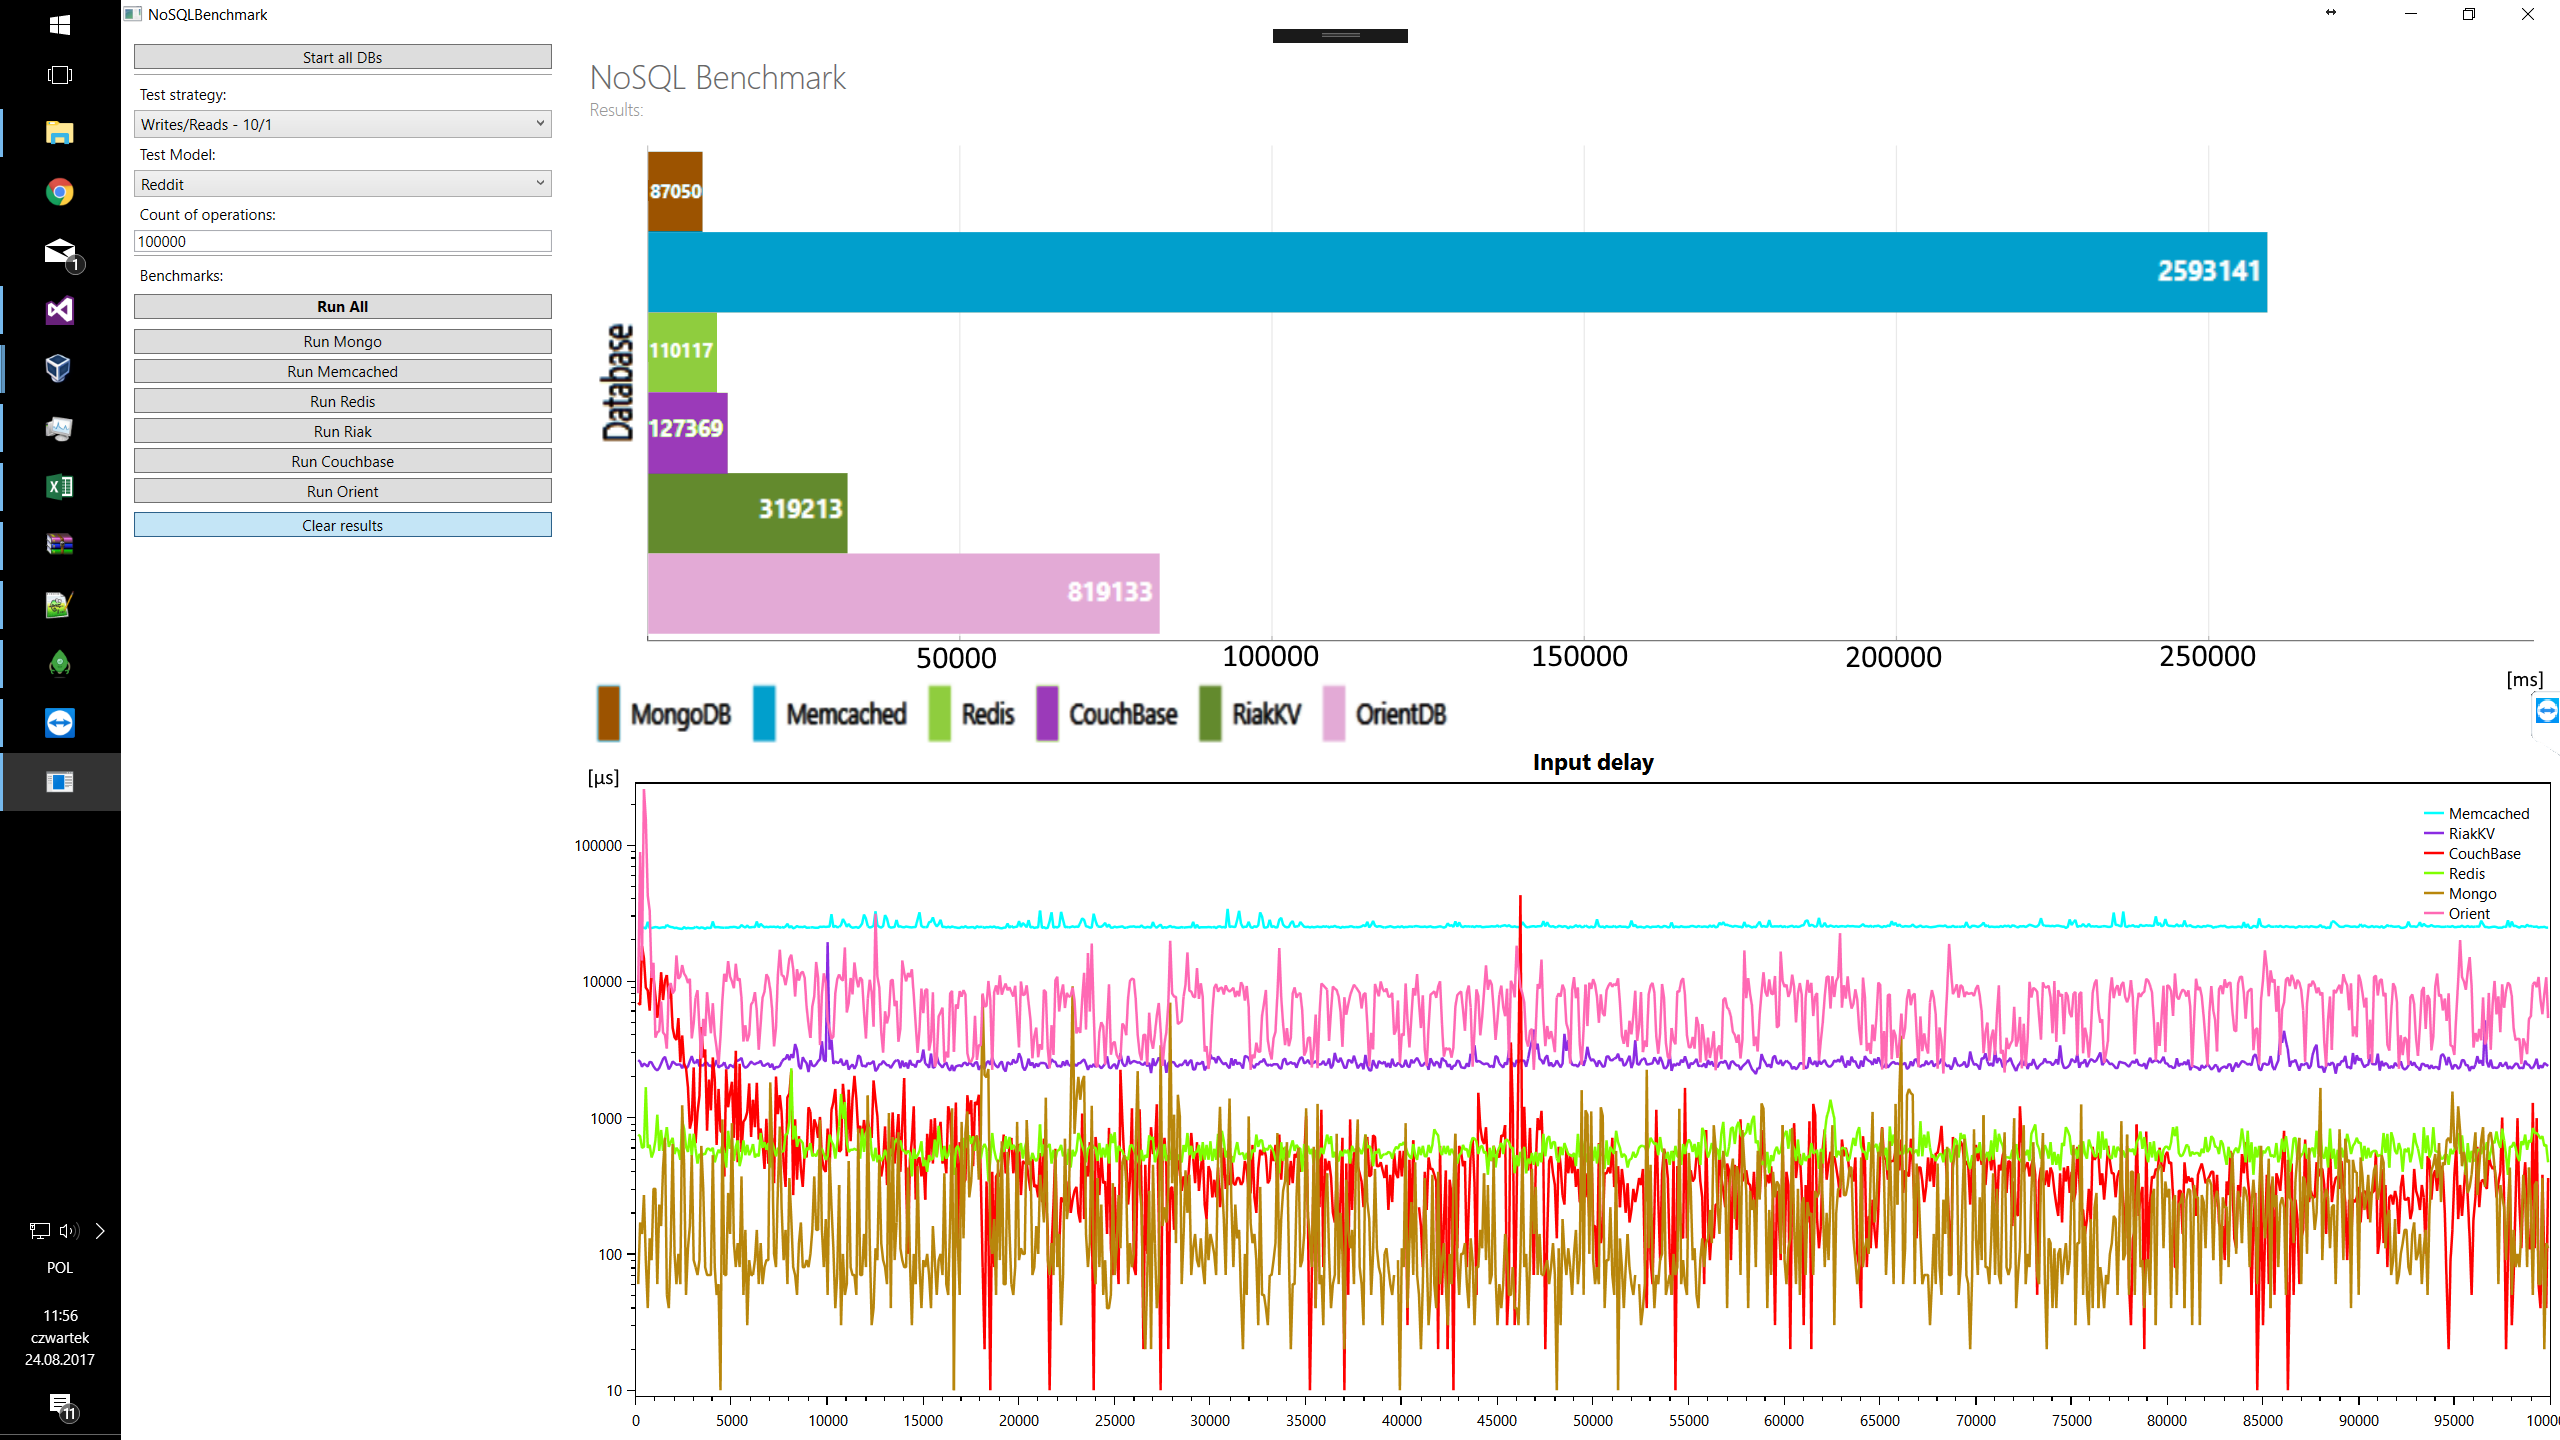 NoSQLBenchmark
Start all DBs
Test strategy:
Writes/Reads - 10/1
Test Model:
Reddit
Count of operations:
100000
Benchmarks:
Run All
Run Mongo
Run Memcached
Run Redis
Run Riak
Run Couchbase
Run Orient
Clear results
1
POL
11:56
czwartek
24.08.2017
11
NoSQL Benchmark
Results:
Database
87050
2593141
110117
127369
319213
819133
50000 100000 150000 200000 250000
[ms]
MongoDB Memcached Redis CouchBase RiakKV OrientDB
Input delay
[µs]
Memcached
RiakKV
CouchBase
Redis
Mongo
Orient
100000
10000
1000
100
10
0 5000 10000 15000 20000 25000 30000 35000 40000 45000 50000 55000 60000 65000 70000 75000 80000 85000 90000 95000 10000